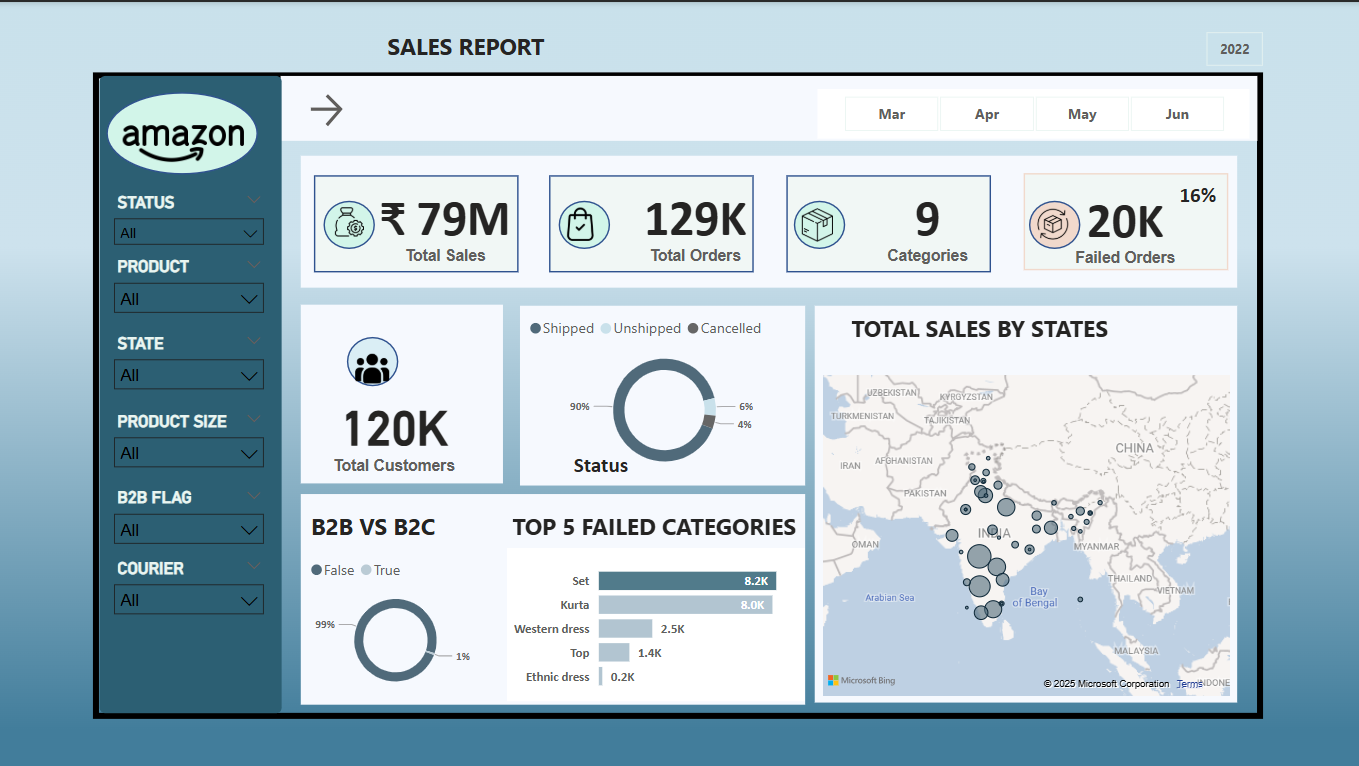 SALES REPORT
2022
amazon
Mar Apr May Jun
STATUS
All
PRODUCT
All
STATE
All
PRODUCT SIZE
All
B2B FLAG
All
COURIER
All
₹ 79M
Total Sales
129K
Total Orders
9
Categories
16%
20K
Failed Orders
120K
Total Customers
Shipped Unshipped Cancelled
90%
6%
4%
Status
B2B VS B2C
False True
99%
1%
TOP 5 FAILED CATEGORIES
Set 8.2K
Kurta 8.0K
Western dress 2.5K
Top 1.4K
Ethnic dress 0.2K
TOTAL SALES BY STATES
UZBEKISTAN
KYRGYZSTAN
TURKMENISTAN
TAJIKISTAN
CHINA
IRAN
AFGHANISTAN
PAKISTAN
INDIA
OMAN
MYANMAR
THAILAND
VIETNAM
Arabian Sea
Bay
of Bengal
MALAYSIA
Microsoft Bing
© 2025 Microsoft Corporation Terms
INDONE